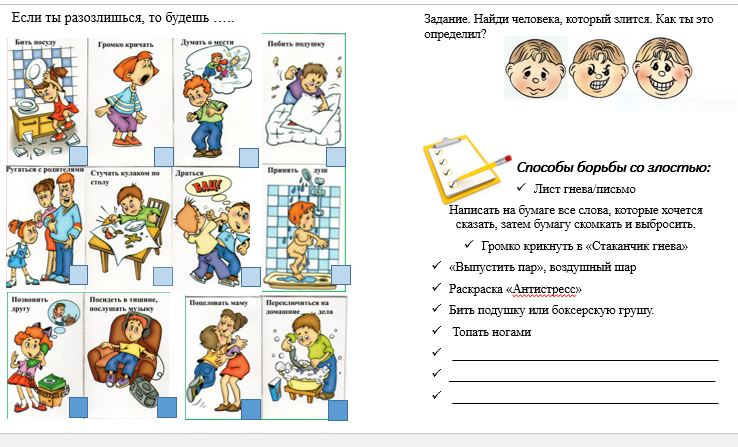 Если ты разозлишься, то будешь …..
Бить посуду
Громко кричать
Думать о мести
Побить подушку
Ругаться с родителями
Стучать кулаком по
столу
Драться
БАЦ!
Принять душ
Позвонить
другу
Посидеть в тишине,
послушать музыку
Поцеловать маму
Переключиться на
домашние дела
Задание. Найди человека, который злится. Как ты это
определил?
Способы борьбы со злостью:
✓ Лист гнева/письмо
Написать на бумаге все слова, которые хочется
сказать, затем бумагу скомкать и выбросить.
✓ Громко крикнуть в «Стаканчик гнева»
✓ «Выпустить пар», воздушный шар
✓ Раскраска «Антистресс»
✓ Бить подушку или боксерскую грушу.
✓ Топать ногами